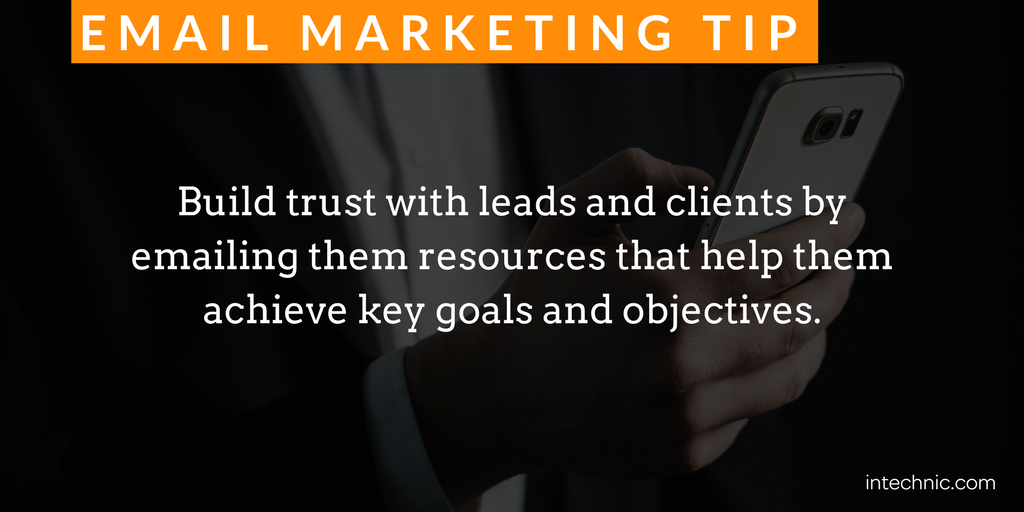 EMAIL MARKETING TIP
Build trust with leads and clients by
emailing them resources that help them
achieve key goals and objectives.
intechnic.com